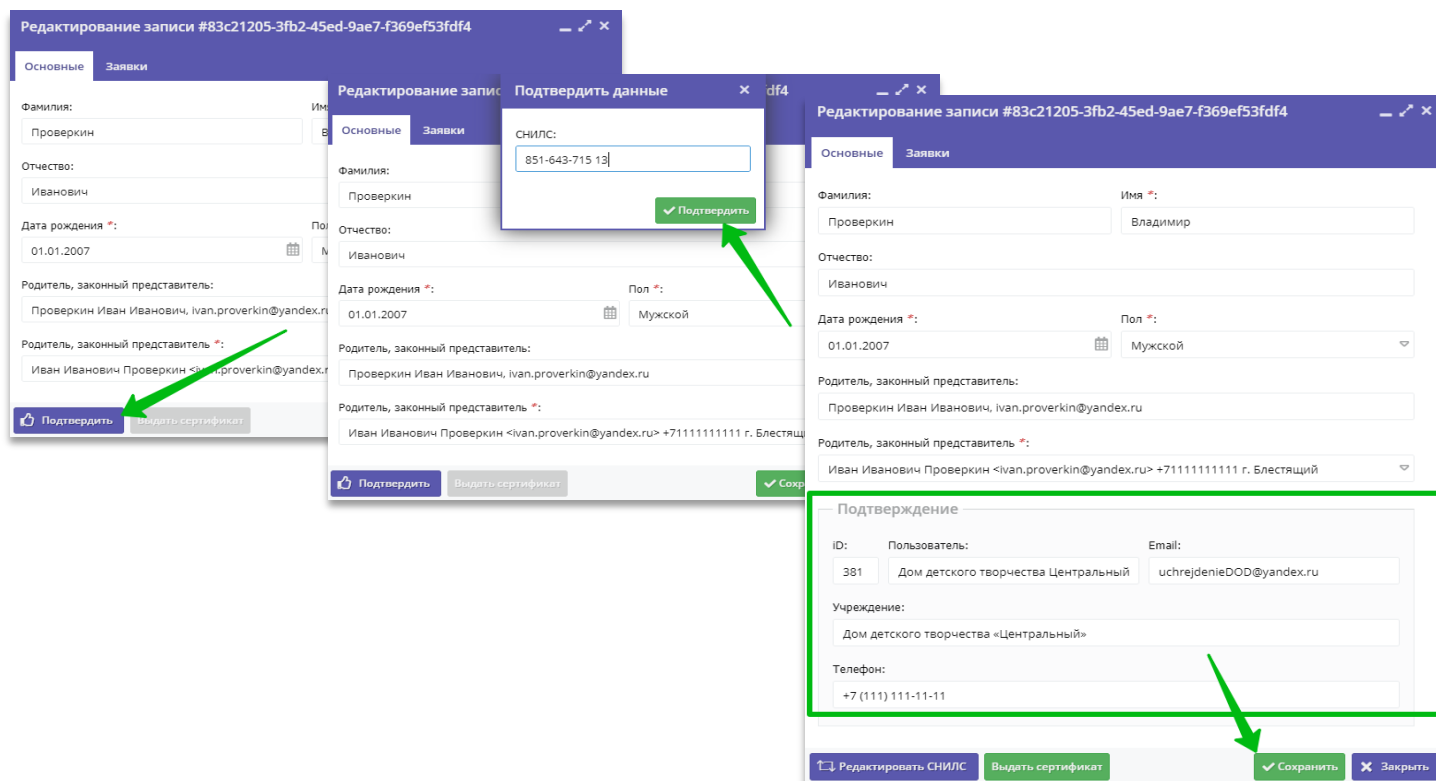 Редактирование записи #83c21205-3fb2-45ed-9ae7-f369ef53fdf4
Основные Заявки
Фамилия:
Проверкин
Отчество:
Иванович
Дата рождения *:
01.01.2007
Родитель, законный представитель:
Проверкин Иван Иванович, ivan.proverkin@yandex.ru
Родитель, законный представитель *:
Иван Иванович Проверкин
Подтвердить Выдать сертификат
Редактирование
df4
Основные Заявки
Фамилия:
Проверкин
Отчество:
Иванович
Дата рождения *: Пол *:
01.01.2007 Мужской
Родитель, законный представитель:
Проверкин Иван Иванович, ivan.proverkin@yandex.ru
Родитель, законный представитель *:
Иван Иванович Проверкин <ivan.proverkin@yandex.ru> +71111111111 г. Блестящ
Подтвердить Выдать сертификат Сохр
Подтвердить данные
СНИЛС:
851-643-715 13
Подтвердить
Редактирование записи #83c21205-3fb2-45ed-9ae7-f369ef53fdf4
Основные Заявки
Фамилия: Имя *:
Проверкин Владимир
Отчество:
Иванович
Дата рождения *: Пол *:
01.01.2007 Мужской
Родитель, законный представитель:
Проверкин Иван Иванович, ivan.proverkin@yandex.ru
Родитель, законный представитель *:
Иван Иванович Проверкин <ivan.proverkin@yandex.ru> +71111111111 г. Блестящий
Подтверждение
iD: Пользователь: Email:
381 Дом детского творчества Центральный uchrejdenieDOD@yandex.ru
Учреждение:
Дом детского творчества «Центральный»
Телефон:
+7 (111) 111-11-11
Редактировать СНИЛС Выдать сертификат Сохранить Закрыть